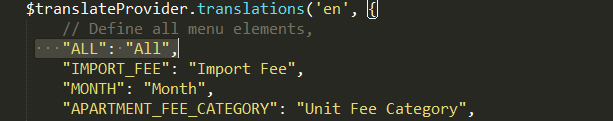 $translateProvider.translations('en', {
// Define all menu elements,
"ALL": "All",
"IMPORT_FEE": "Import Fee",
"MONTH": "Month",
"APARTMENT_FEE_CATEGORY": "Unit Fee Category",